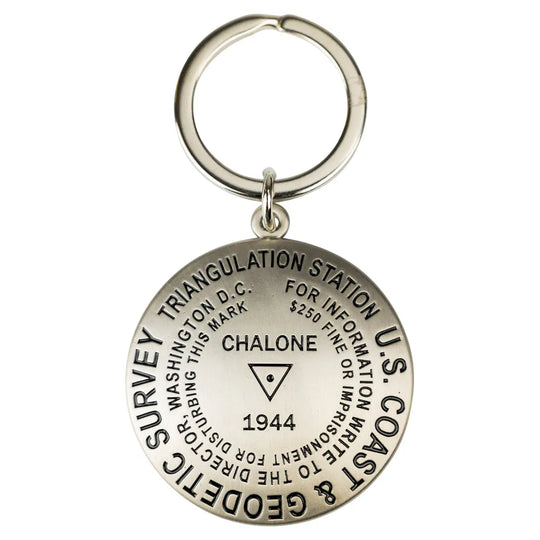 U.S. COAST & GEODETIC SURVEY
TRIANGULATION STATION
FOR INFORMATION WRITE TO THE DIRECTOR, WASHINGTON D.C.
$250 FINE OR IMPRISONMENT FOR DISTURBING THIS MARK
CHALONE
1944